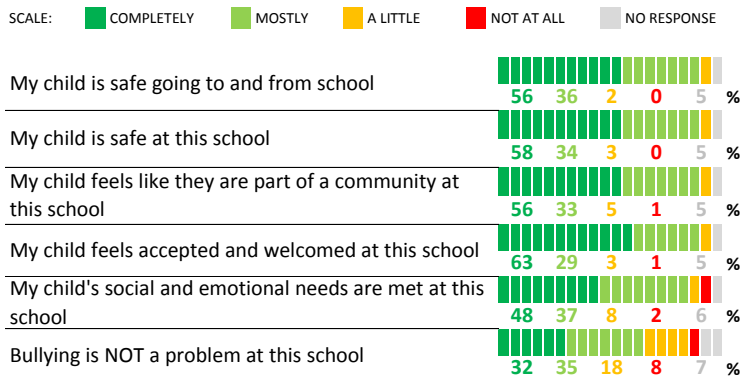 SCALE: COMPLETELY MOSTLY A LITTLE NOT AT ALL NO RESPONSE
My child is safe going to and from school
56 36 2 0 5 %
My child is safe at this school
58 34 3 0 5 %
My child feels like they are part of a community at
this school
56 33 5 1 5 %
My child feels accepted and welcomed at this school
63 29 3 1 5 %
My child's social and emotional needs are met at this
school
48 37 8 2 6 %
Bullying is NOT a problem at this school
32 35 18 8 7 %